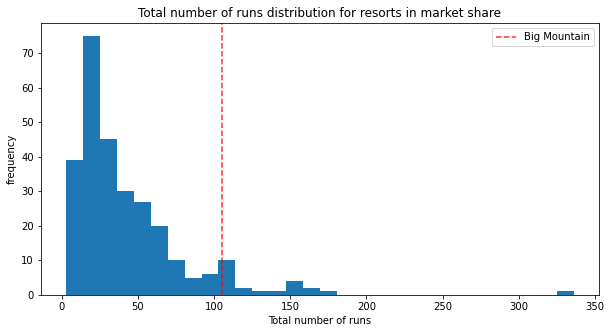 Total number of runs distribution for resorts in market share
Big Mountain
frequency
70
60
50
40
30
20
10
0
0 50 100 150 200 250 300 350
Total number of runs